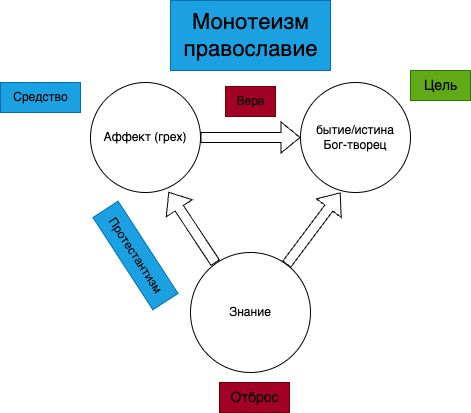 Монотеизм
православие
Средство
Вера
Цель
Аффект (грех)
бытие/истина
Бог-творец
Протестантизм
Знание
Отброс